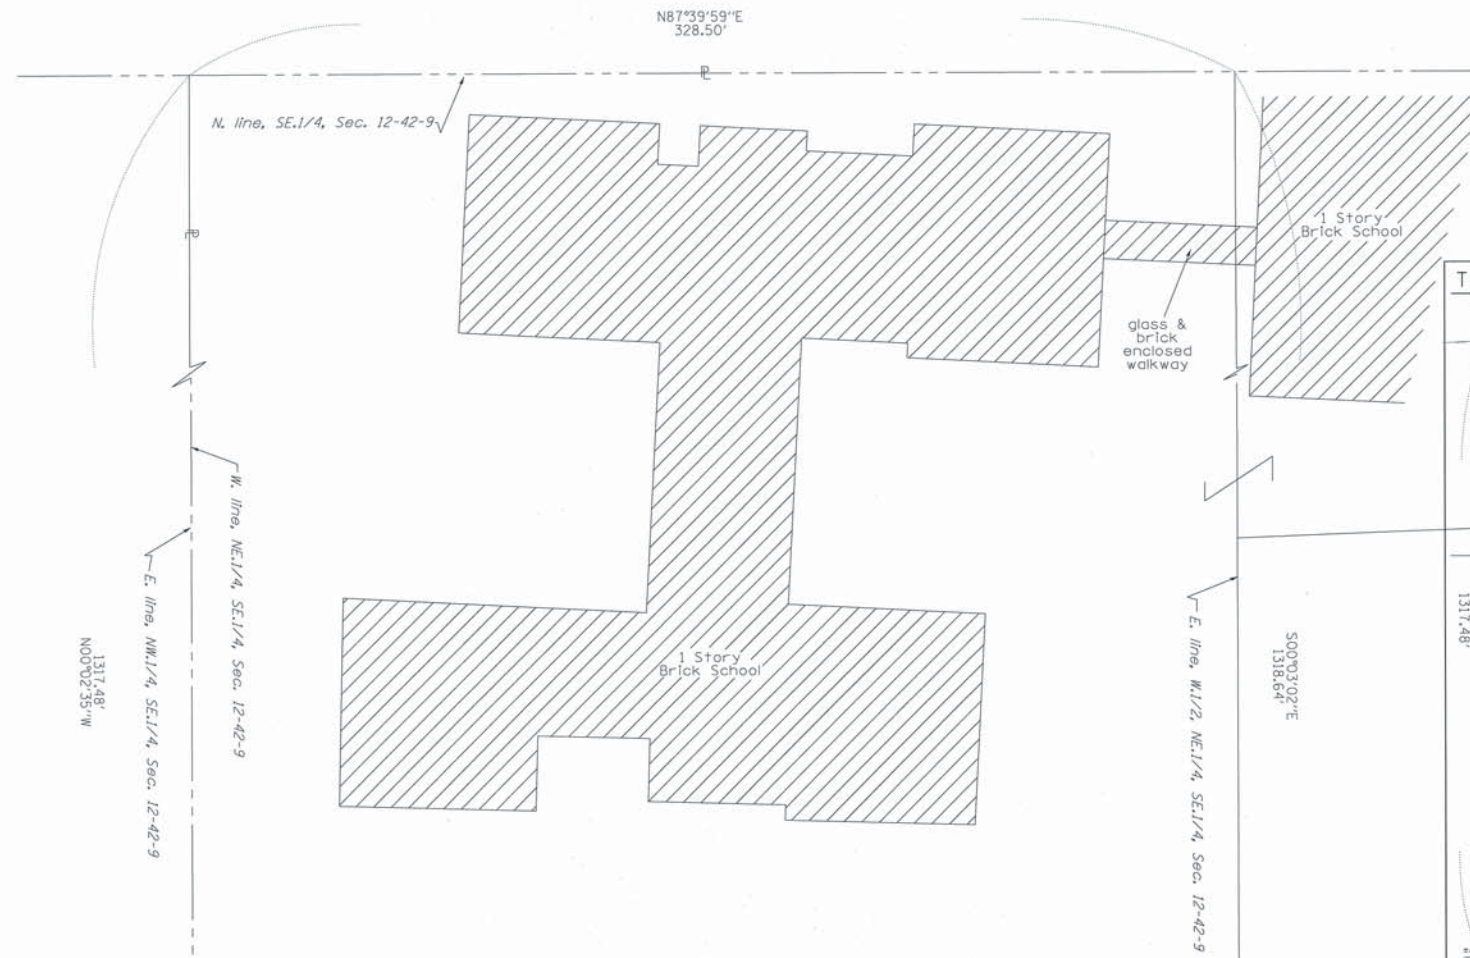 N87°39'59"E
328.50'
PL
N. line, SE.1/4, Sec. 12-42-9
PL
1 Story
Brick School
glass &
brick
enclosed
walkway
T
W. line, NE.1/4, SE.1/4, Sec. 12-42-9
E. line, NW.1/4, SE.1/4, Sec. 12-42-9
1317.48'
N00°02'35"W
1 Story
Brick School
E. line, W.1/2, NE.1/4, SE.1/4, Sec. 12-42-9
S00°03'02"E
1318.64'
1317.48'